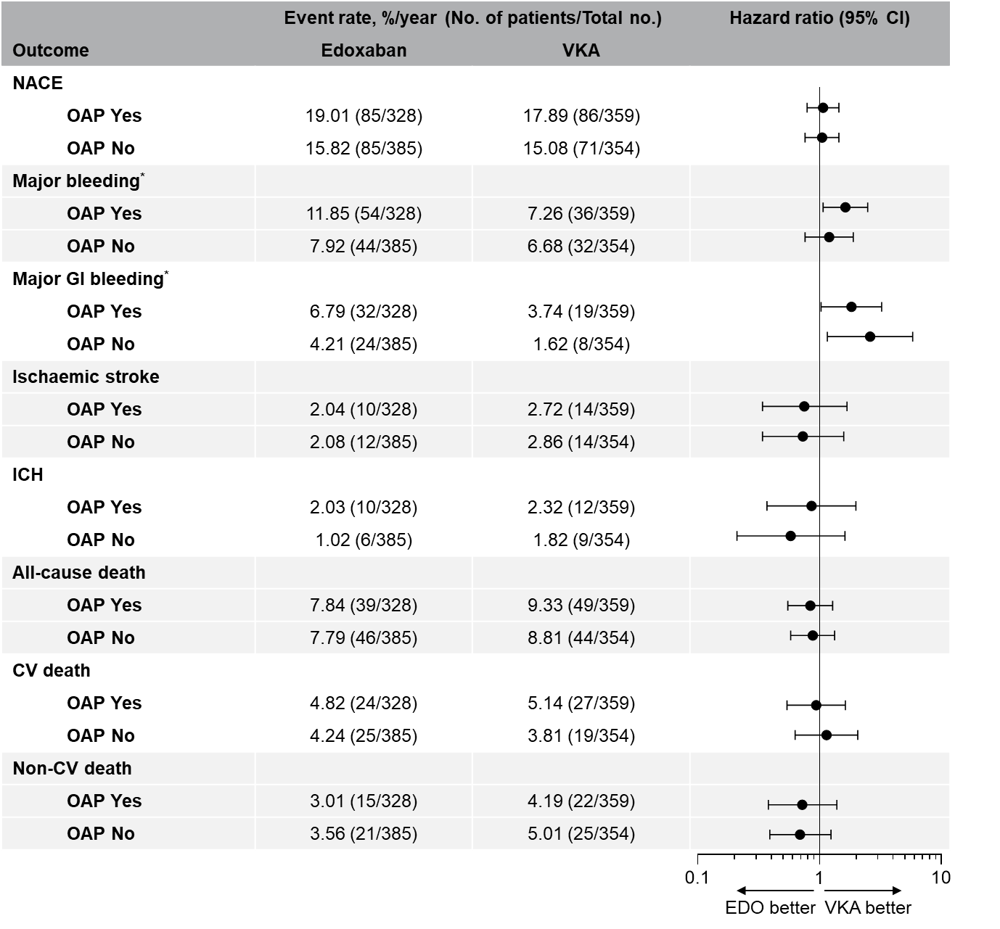 Event rate, %/year (No. of patients/Total no.) Hazard ratio (95% CI)
Outcome Edoxaban VKA
NACE
OAP Yes 19.01 (85/328) 17.89 (86/359)
OAP No 15.82 (85/385) 15.08 (71/354)
Major bleeding*
OAP Yes 11.85 (54/328) 7.26 (36/359)
OAP No 7.92 (44/385) 6.68 (32/354)
Major GI bleeding*
OAP Yes 6.79 (32/328) 3.74 (19/359)
OAP No 4.21 (24/385) 1.62 (8/354)
Ischaemic stroke
OAP Yes 2.04 (10/328) 2.72 (14/359)
OAP No 2.08 (12/385) 2.86 (14/354)
ICH
OAP Yes 2.03 (10/328) 2.32 (12/359)
OAP No 1.02 (6/385) 1.82 (9/354)
All-cause death
OAP Yes 7.84 (39/328) 9.33 (49/359)
OAP No 7.79 (46/385) 8.81 (44/354)
CV death
OAP Yes 4.82 (24/328) 5.14 (27/359)
OAP No 4.24 (25/385) 3.81 (19/354)
Non-CV death
OAP Yes 3.01 (15/328) 4.19 (22/359)
OAP No 3.56 (21/385) 5.01 (25/354)
0.1 1 10
EDO better VKA better